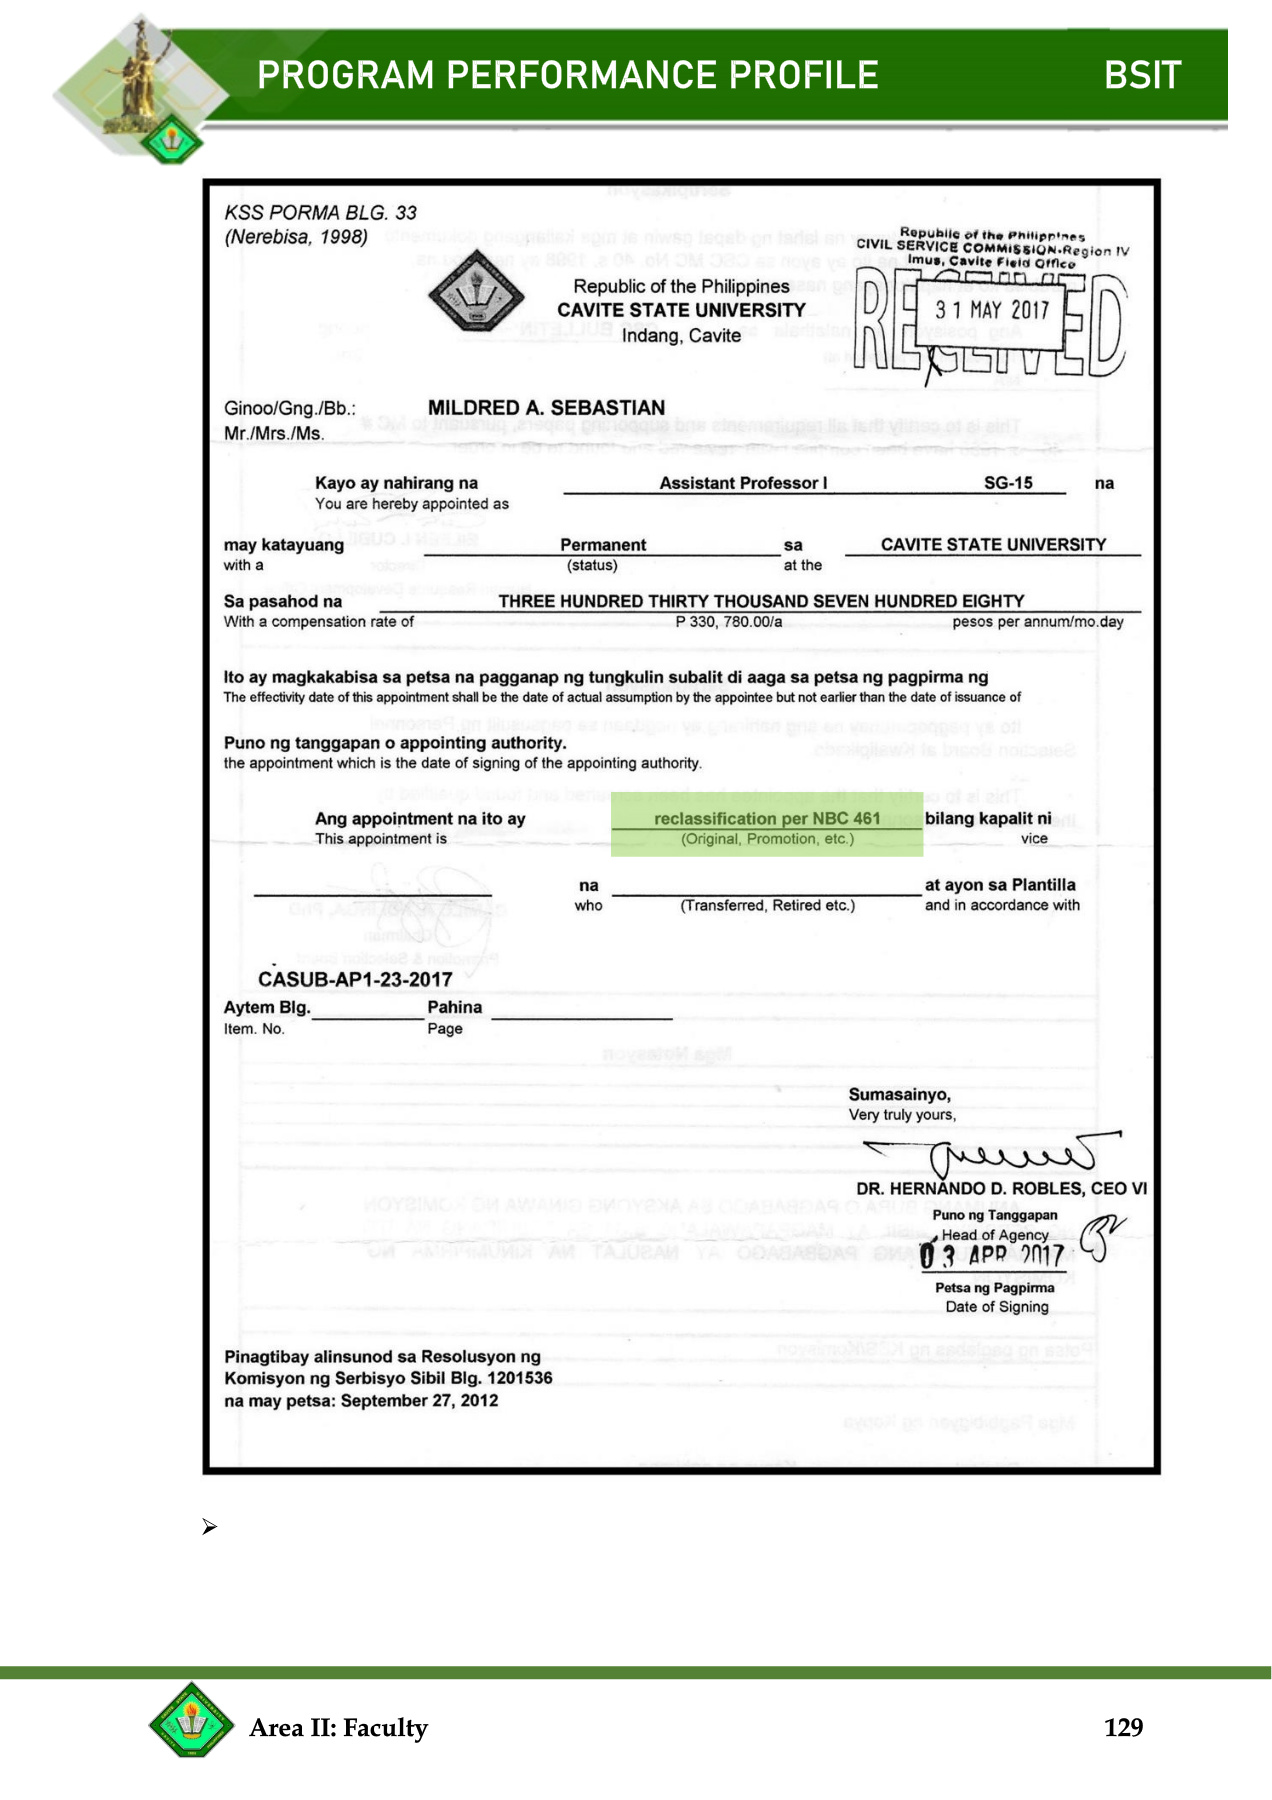 PROGRAM PERFORMANCE PROFILE BSIT
KSS PORMA BLG. 33
(Nerebisa, 1998)
Republic of the Philippines
CIVIL SERVICE COMMISSION-Region IV
Imus, Cavite Field Office
RECEIVED
31 MAY 2017
Republic of the Philippines
CAVITE STATE UNIVERSITY
Indang, Cavite
Ginoo/Gng./Bb.: MILDRED A. SEBASTIAN
Mr./Mrs./Ms.
Kayo ay nahirang na Assistant Professor I SG-15 na
You are hereby appointed as
may katayuang Permanent sa CAVITE STATE UNIVERSITY
with a (status) at the
Sa pasahod na THREE HUNDRED THIRTY THOUSAND SEVEN HUNDRED EIGHTY
With a compensation rate of P 330, 780.00/a pesos per annum/mo.day
Ito ay magkakabisa sa petsa na pagganap ng tungkulin subalit di aaga sa petsa ng pagpirma ng
The effectivity date of this appointment shall be the date of actual assumption by the appointee but not earlier than the date of issuance of
Puno ng tanggapan o appointing authority.
the appointment which is the date of signing of the appointing authority.
Ang appointment na ito ay reclassification per NBC 461 bilang kapalit ni
This appointment is (Original, Promotion, etc.) vice
na at ayon sa Plantilla
who (Transferred, Retired etc.) and in accordance with
CASUB-AP1-23-2017
Aytem Blg. Pahina
Item. No. Page
Sumasainyo,
Very truly yours,
DR. HERNANDO D. ROBLES, CEO VI
Puno ng Tanggapan
Head of Agency
03 APR 2017
Petsa ng Pagpirma
Date of Signing
Pinagtibay alinsunod sa Resolusyon ng
Komisyon ng Serbisyo Sibil Blg. 1201536
na may petsa: September 27, 2012
Area II: Faculty 129